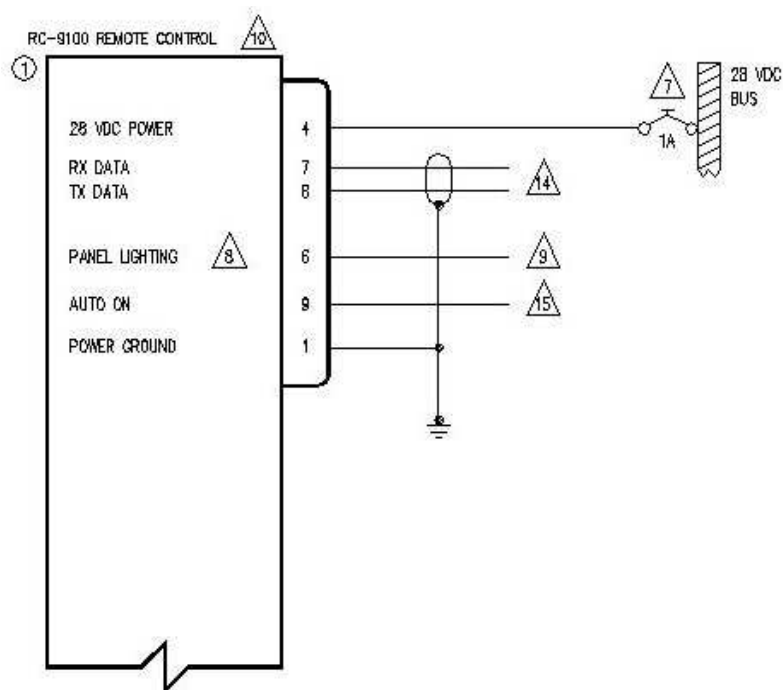 RC-9100 REMOTE CONTROL 10
1
7
28 VDC
BUS
28 VDC POWER 4
1A
RX DATA 7
TX DATA 8
14
PANEL LIGHTING 8 6 9
AUTO ON 9 15
POWER GROUND 1